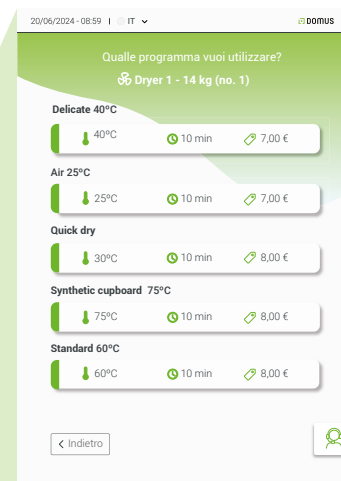 20/06/2024 - 08:59 | IT DOMUS
Qualle programma vuoi utilizzare?
Dryer 1 - 14 kg (no. 1)
Delicate 40ºC
40ºC 10 min 7,00 €
Air 25ºC
25ºC 10 min 7,00 €
Quick dry
30ºC 10 min 8,00 €
Synthetic cupboard 75ºC
75ºC 10 min 8,00 €
Standard 60ºC
60ºC 10 min 8,00 €
Indietro